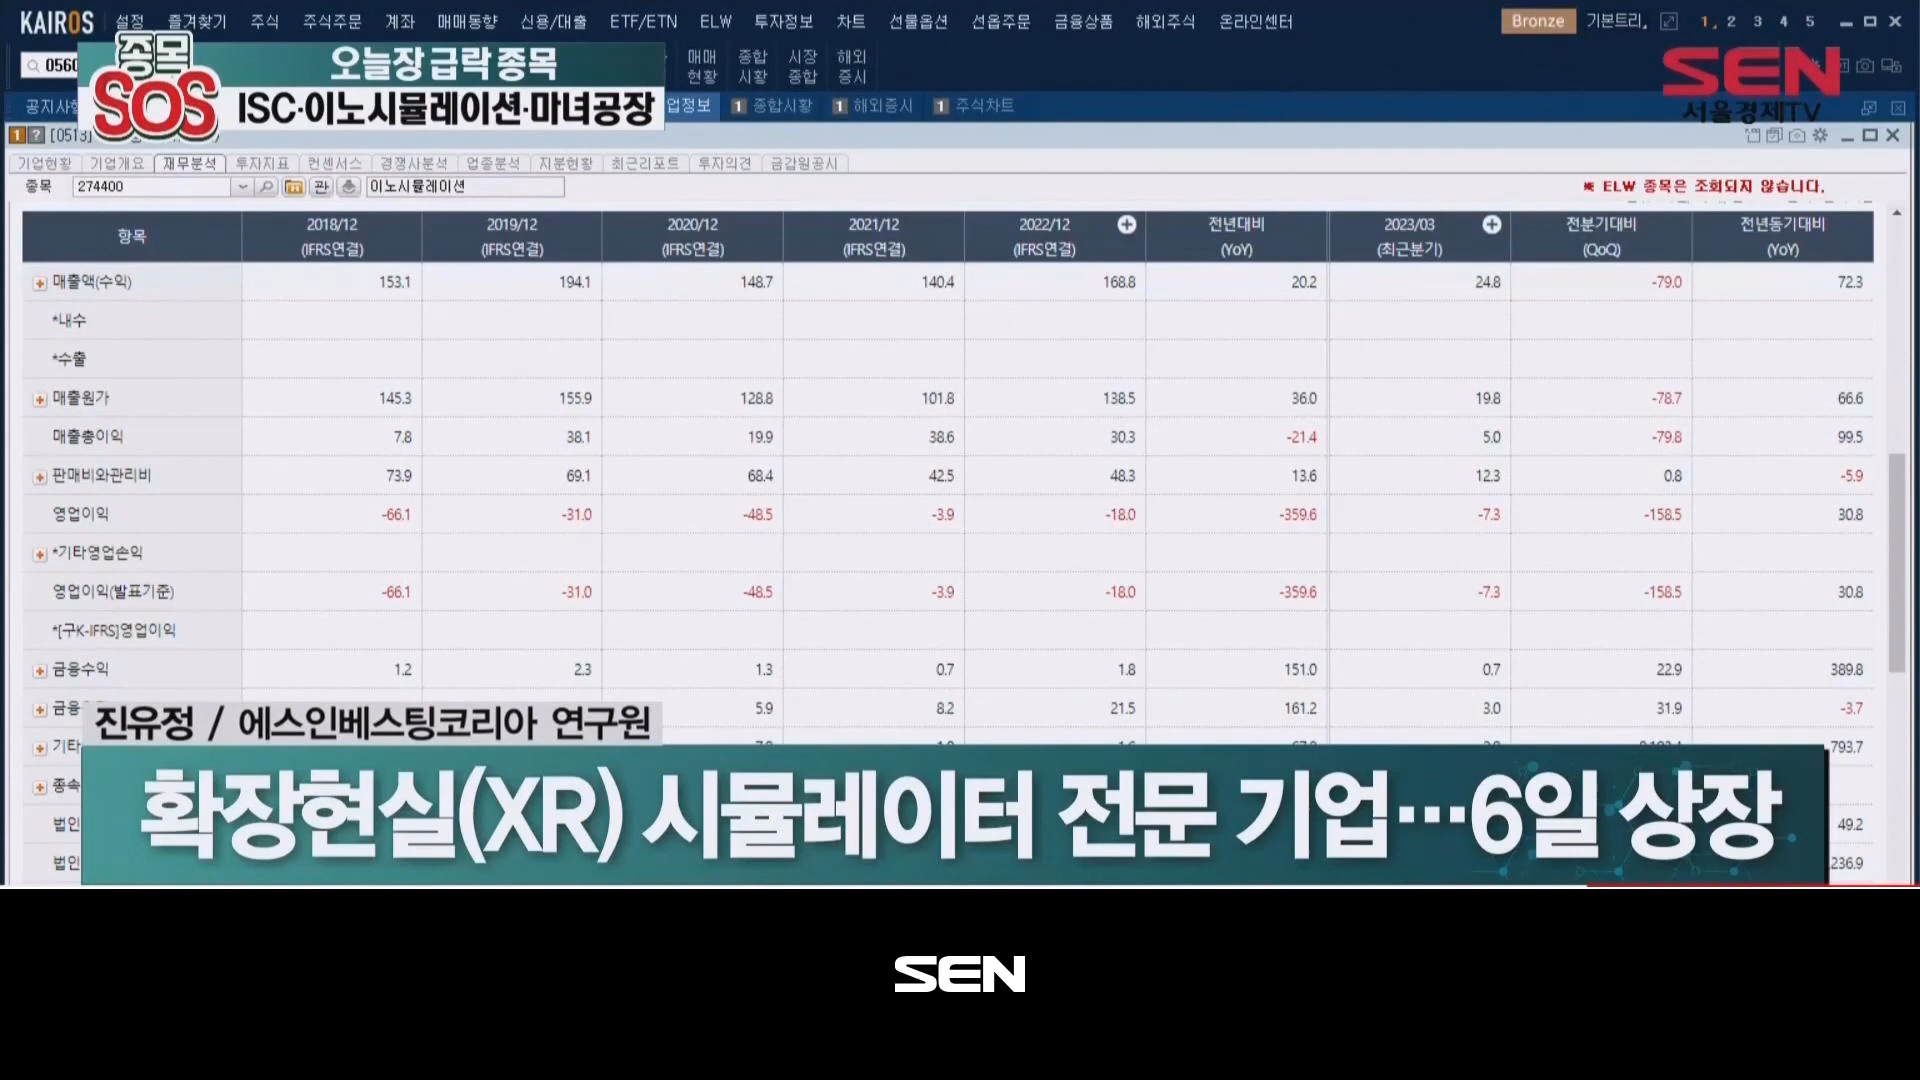 KAIROS 설정 즐겨찾기 주식 주식주문 계좌 매매동향 신용/대출 ETF/ETN ELW 투자정보 차트 선물옵션 선옵주문 금융상품 해외주식 온라인센터 Bronze 기본트리 1 2 3 4 5
종목 SOS
오늘장 급락 종목
ISC·이노시뮬레이션·마녀공장
0560
매매현황 종합시황 시장종합 해외증시
SEN
서울경제TV
공지사항 업정보 1 종합시황 1 해외증시 1 주식차트
1 ? [0513]
기업현황 기업개요 재무분석 투자지표 컨센서스 경쟁사분석 업종분석 지분현황 최근리포트 투자의견 금감원공시
종목 274400 관 이노시뮬레이션 ※ ELW 종목은 조회되지 않습니다.
항목 2018/12 (IFRS연결) 2019/12 (IFRS연결) 2020/12 (IFRS연결) 2021/12 (IFRS연결) 2022/12 (IFRS연결) 전년대비 (YoY) 2023/03 (최근분기) 전분기대비 (QoQ) 전년동기대비 (YoY)
매출액(수익) 153.1 194.1 148.7 140.4 168.8 20.2 24.8 -79.0 72.3
*내수
*수출
매출원가 145.3 155.9 128.8 101.8 138.5 36.0 19.8 -78.7 66.6
매출총이익 7.8 38.1 19.9 38.6 30.3 -21.4 5.0 -79.8 99.5
판매비와관리비 73.9 69.1 68.4 42.5 48.3 13.6 12.3 0.8 -5.9
영업이익 -66.1 -31.0 -48.5 -3.9 -18.0 -359.6 -7.3 -158.5 30.8
*기타영업손익
영업이익(발표기준) -66.1 -31.0 -48.5 -3.9 -18.0 -359.6 -7.3 -158.5 30.8
*[구K-IFRS]영업이익
금융수익 1.2 2.3 1.3 0.7 1.8 151.0 0.7 22.9 389.8
금융 5.9 8.2 21.5 161.2 3.0 31.9 -3.7
기타 793.7
종속
법인 49.2
법인 236.9
진유정 / 에스인베스팅코리아 연구원
확장현실(XR) 시뮬레이터 전문 기업…6일 상장
SEN